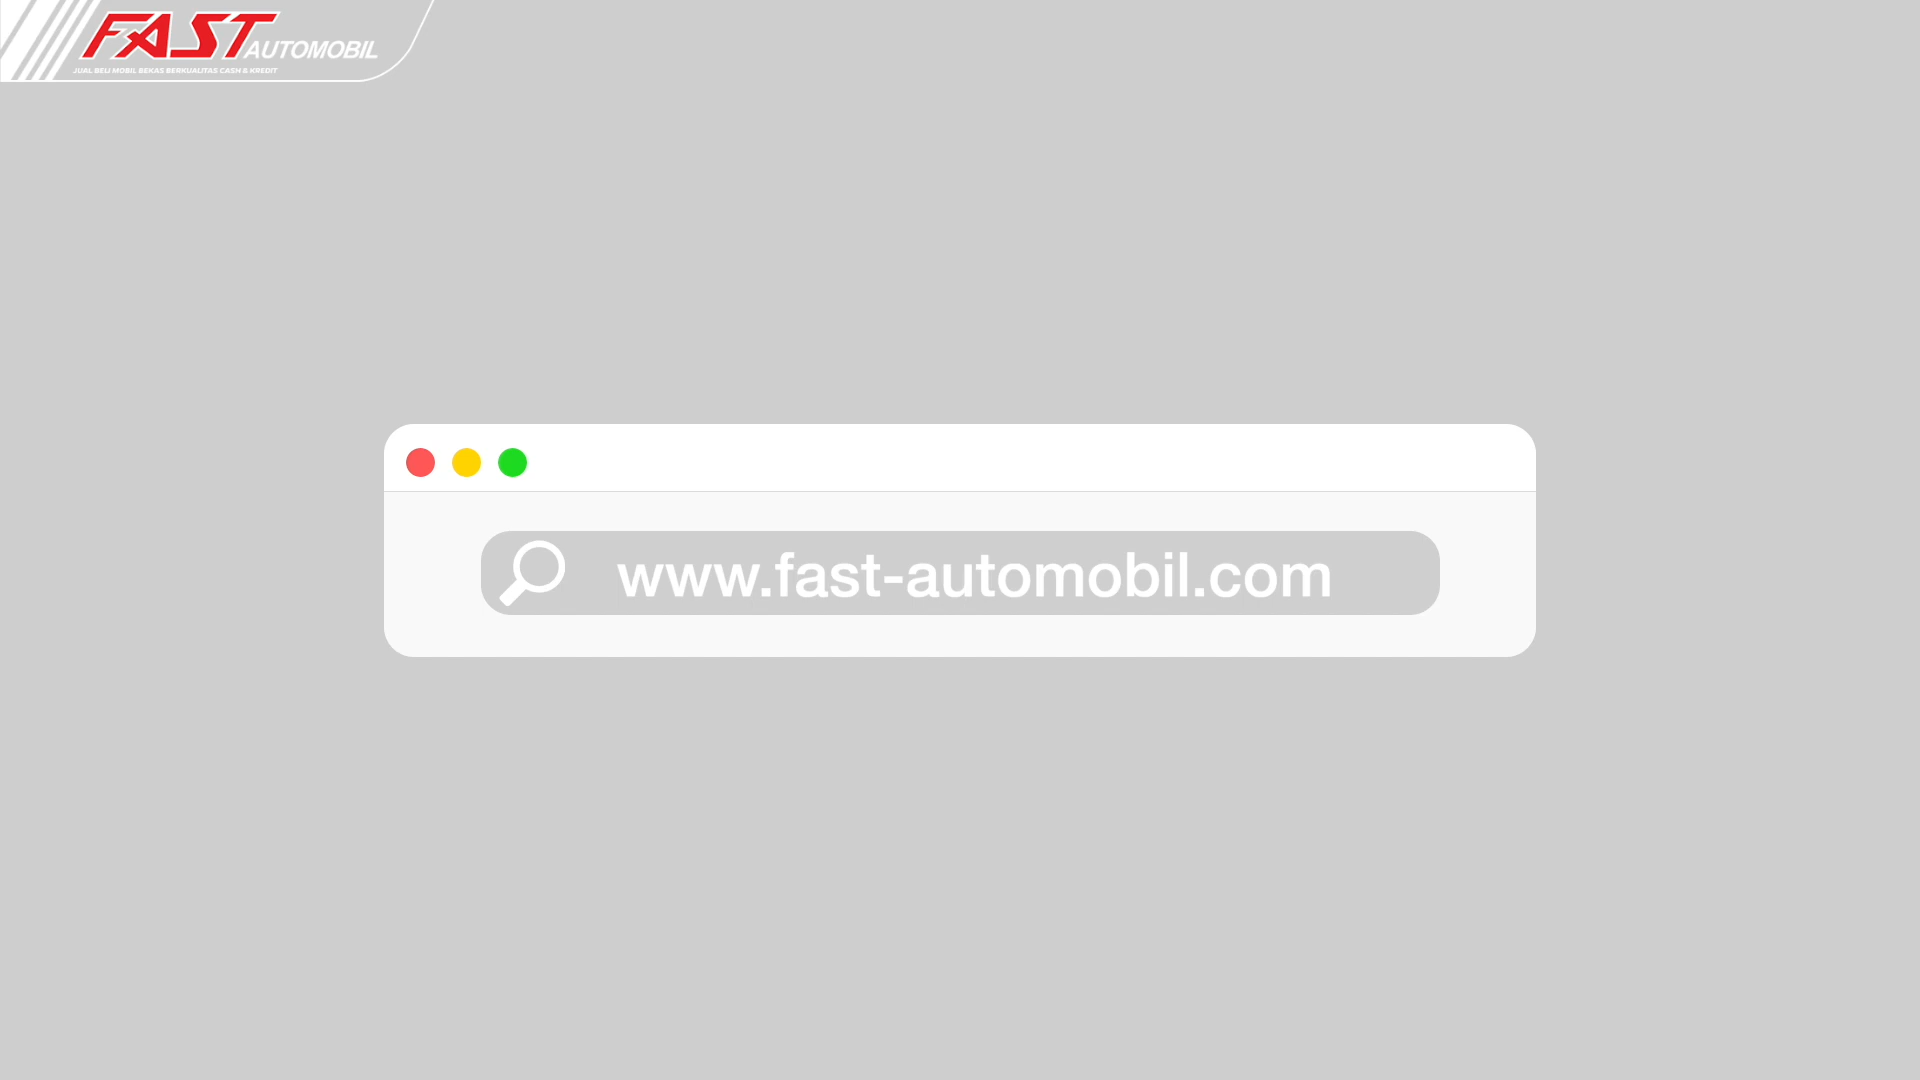 FAST AUTOMOBIL
JUAL BELI MOBIL BEKAS BERKUALITAS CASH & KREDIT
www.fast-automobil.com